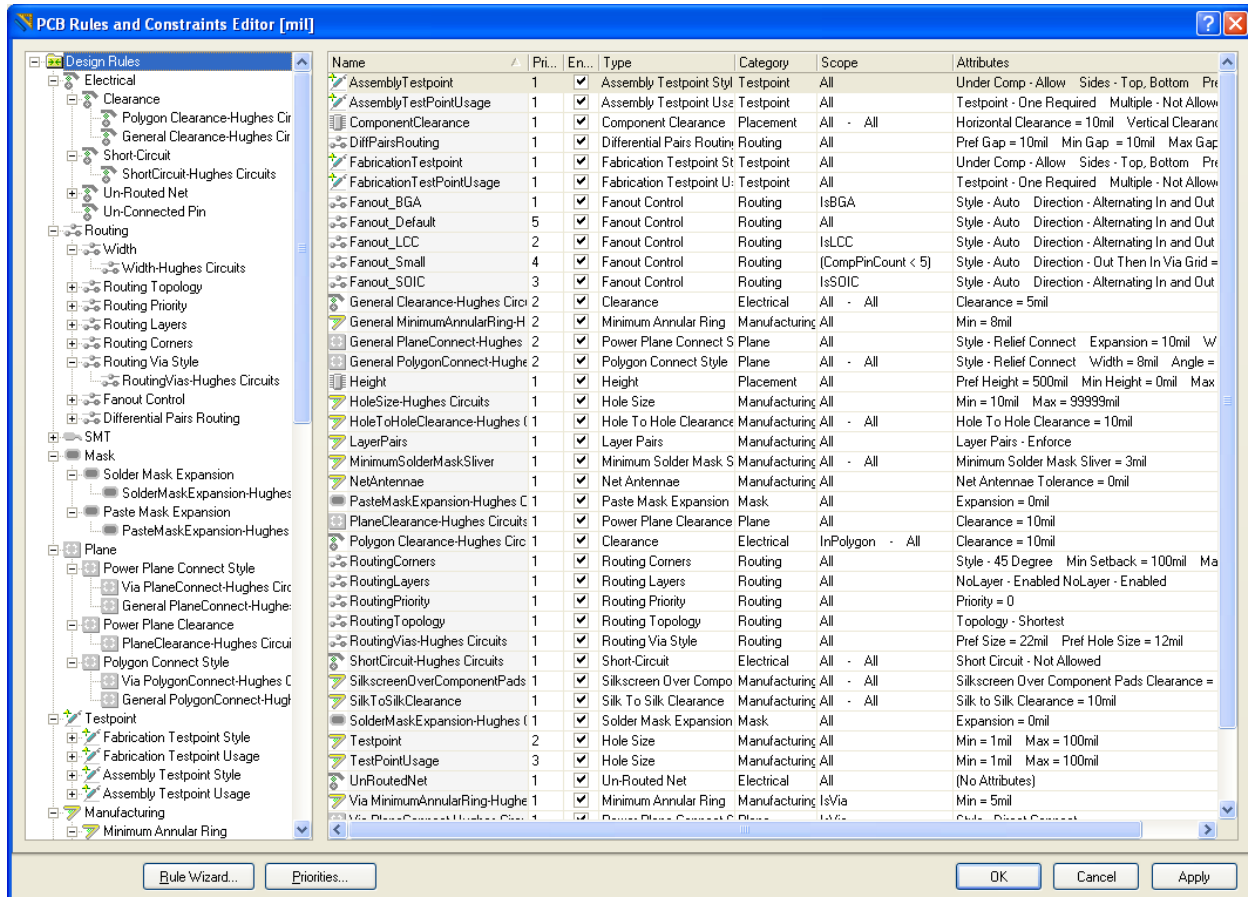 PCB Rules and Constraints Editor [mil]
Design Rules
Electrical
Clearance
Polygon Clearance-Hughes Cir
General Clearance-Hughes Cir
Short-Circuit
ShortCircuit-Hughes Circuits
Un-Routed Net
Un-Connected Pin
Routing
Width
Width-Hughes Circuits
Routing Topology
Routing Priority
Routing Layers
Routing Corners
Routing Via Style
RoutingVias-Hughes Circuits
Fanout Control
Differential Pairs Routing
SMT
Mask
Solder Mask Expansion
SolderMaskExpansion-Hughes
Paste Mask Expansion
PasteMaskExpansion-Hughes
Plane
Power Plane Connect Style
Via PlaneConnect-Hughes Circ
General PlaneConnect-Hughe
Power Plane Clearance
PlaneClearance-Hughes Circui
Polygon Connect Style
Via PolygonConnect-Hughes C
General PolygonConnect-Hugh
Testpoint
Fabrication Testpoint Style
Fabrication Testpoint Usage
Assembly Testpoint Style
Assembly Testpoint Usage
Manufacturing
Minimum Annular Ring
Name Pri... En... Type Category Scope Attributes
AssemblyTestpoint 1 Assembly Testpoint Styl Testpoint All Under Comp - Allow Sides - Top, Bottom Pre
AssemblyTestPointUsage 1 Assembly Testpoint Usa Testpoint All Testpoint - One Required Multiple - Not Allow
ComponentClearance 1 Component Clearance Placement All - All Horizontal Clearance = 10mil Vertical Clearanc
DiffPairsRouting 1 Differential Pairs Routin Routing All Pref Gap = 10mil Min Gap = 10mil Max Gap
FabricationTestpoint 1 Fabrication Testpoint St Testpoint All Under Comp - Allow Sides - Top, Bottom Pre
FabricationTestPointUsage 1 Fabrication Testpoint U Testpoint All Testpoint - One Required Multiple - Not Allow
Fanout_BGA 1 Fanout Control Routing IsBGA Style - Auto Direction - Alternating In and Out
Fanout_Default 5 Fanout Control Routing All Style - Auto Direction - Alternating In and Out
Fanout_LCC 2 Fanout Control Routing IsLCC Style - Auto Direction - Alternating In and Out
Fanout_Small 4 Fanout Control Routing (CompPinCount < 5) Style - Auto Direction - Out Then In Via Grid =
Fanout_SOIC 3 Fanout Control Routing IsSOIC Style - Auto Direction - Alternating In and Out
General Clearance-Hughes Circu 2 Clearance Electrical All - All Clearance = 5mil
General MinimumAnnularRing-H 2 Minimum Annular Ring Manufacturing All Min = 8mil
General PlaneConnect-Hughes 2 Power Plane Connect S Plane All Style - Relief Connect Expansion = 10mil W
General PolygonConnect-Hughe 2 Polygon Connect Style Plane All - All Style - Relief Connect Width = 8mil Angle =
Height 1 Height Placement All Pref Height = 500mil Min Height = 0mil Max
HoleSize-Hughes Circuits 1 Hole Size Manufacturing All Min = 10mil Max = 99999mil
HoleToHoleClearance-Hughes ( 1 Hole To Hole Clearance Manufacturing All - All Hole To Hole Clearance = 10mil
LayerPairs 1 Layer Pairs Manufacturing All Layer Pairs - Enforce
MinimumSolderMaskSliver 1 Minimum Solder Mask S Manufacturing All - All Minimum Solder Mask Sliver = 3mil
NetAntennae 1 Net Antennae Manufacturing All Net Antennae Tolerance = 0mil
PasteMaskExpansion-Hughes C 1 Paste Mask Expansion Mask All Expansion = 0mil
PlaneClearance-Hughes Circuits 1 Power Plane Clearance Plane All Clearance = 10mil
Polygon Clearance-Hughes Circ 1 Clearance Electrical InPolygon - All Clearance = 10mil
RoutingCorners 1 Routing Corners Routing All Style - 45 Degree Min Setback = 100mil Ma
RoutingLayers 1 Routing Layers Routing All NoLayer - Enabled NoLayer - Enabled
RoutingPriority 1 Routing Priority Routing All Priority = 0
RoutingTopology 1 Routing Topology Routing All Topology - Shortest
RoutingVias-Hughes Circuits 1 Routing Via Style Routing All Pref Size = 22mil Pref Hole Size = 12mil
ShortCircuit-Hughes Circuits 1 Short-Circuit Electrical All - All Short Circuit - Not Allowed
SilkscreenOverComponentPads 1 Silkscreen Over Compo Manufacturing All - All Silkscreen Over Component Pads Clearance =
SilkToSilkClearance 1 Silk To Silk Clearance Manufacturing All - All Silk to Silk Clearance = 10mil
SolderMaskExpansion-Hughes ( 1 Solder Mask Expansion Mask All Expansion = 0mil
Testpoint 2 Hole Size Manufacturing All Min = 1mil Max = 100mil
TestPointUsage 3 Hole Size Manufacturing All Min = 1mil Max = 100mil
UnRoutedNet 1 Un-Routed Net Electrical All (No Attributes)
Via MinimumAnnularRing-Hughe 1 Minimum Annular Ring Manufacturing IsVia Min = 5mil
Rule Wizard... Priorities... OK Cancel Apply